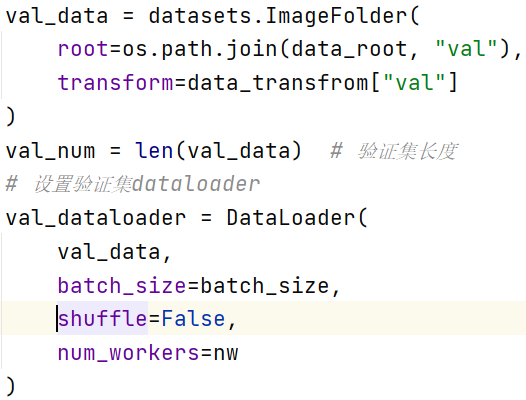 val_data = datasets.ImageFolder(
    root=os.path.join(data_root, "val"),
    transform=data_transfrom["val"]
)
val_num = len(val_data)  # 验证集长度
# 设置验证集dataloader
val_dataloader = DataLoader(
    val_data,
    batch_size=batch_size,
    shuffle=False,
    num_workers=nw
)